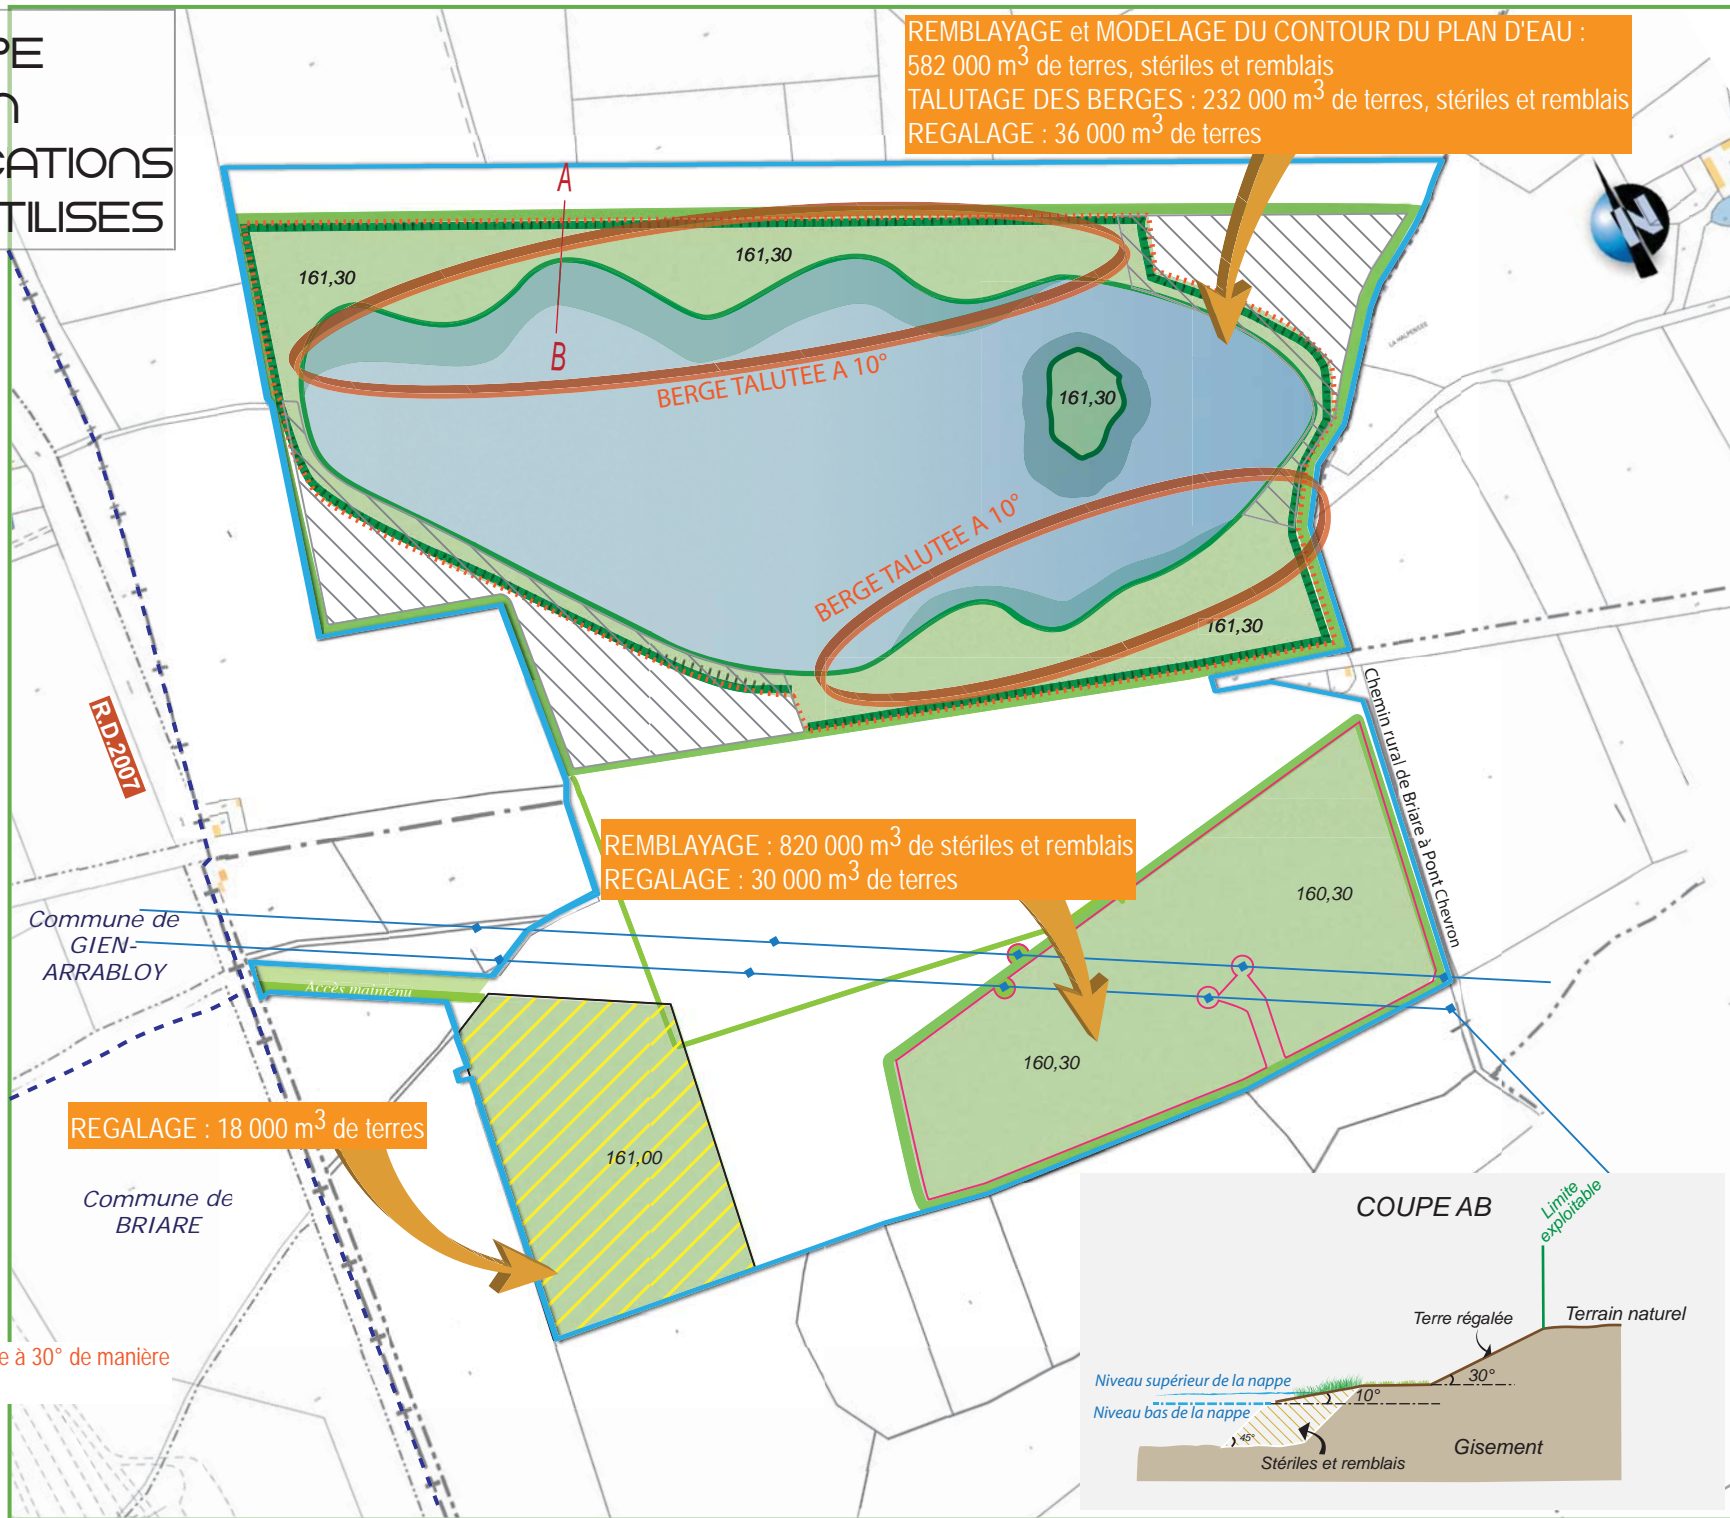 PE
n
CATIONS
TILISES
REMBLAYAGE et MODELAGE DU CONTOUR DU PLAN D'EAU :
582 000 m3 de terres, stériles et remblais
TALUTAGE DES BERGES : 232 000 m3 de terres, stériles et remblais
REGALAGE : 36 000 m3 de terres
A
161,30
161,30
B
BERGE TALUTEE A 10°
161,30
LA MALPENSEE
N
BERGE TALUTEE A 10°
161,30
R.D.2007
Chemin rural de Briare à Pont Chevron
REMBLAYAGE : 820 000 m3 de stériles et remblais
REGALAGE : 30 000 m3 de terres
160,30
Commune de
GIEN-
ARRABLOY
Accès maintenu
160,30
REGALAGE : 18 000 m3 de terres
161,00
Commune de
BRIARE
e à 30° de manière
COUPE AB
Limite
exploitable
Terre régalée
Terrain naturel
Niveau supérieur de la nappe
30°
10°
Niveau bas de la nappe
45°
Gisement
Stériles et remblais